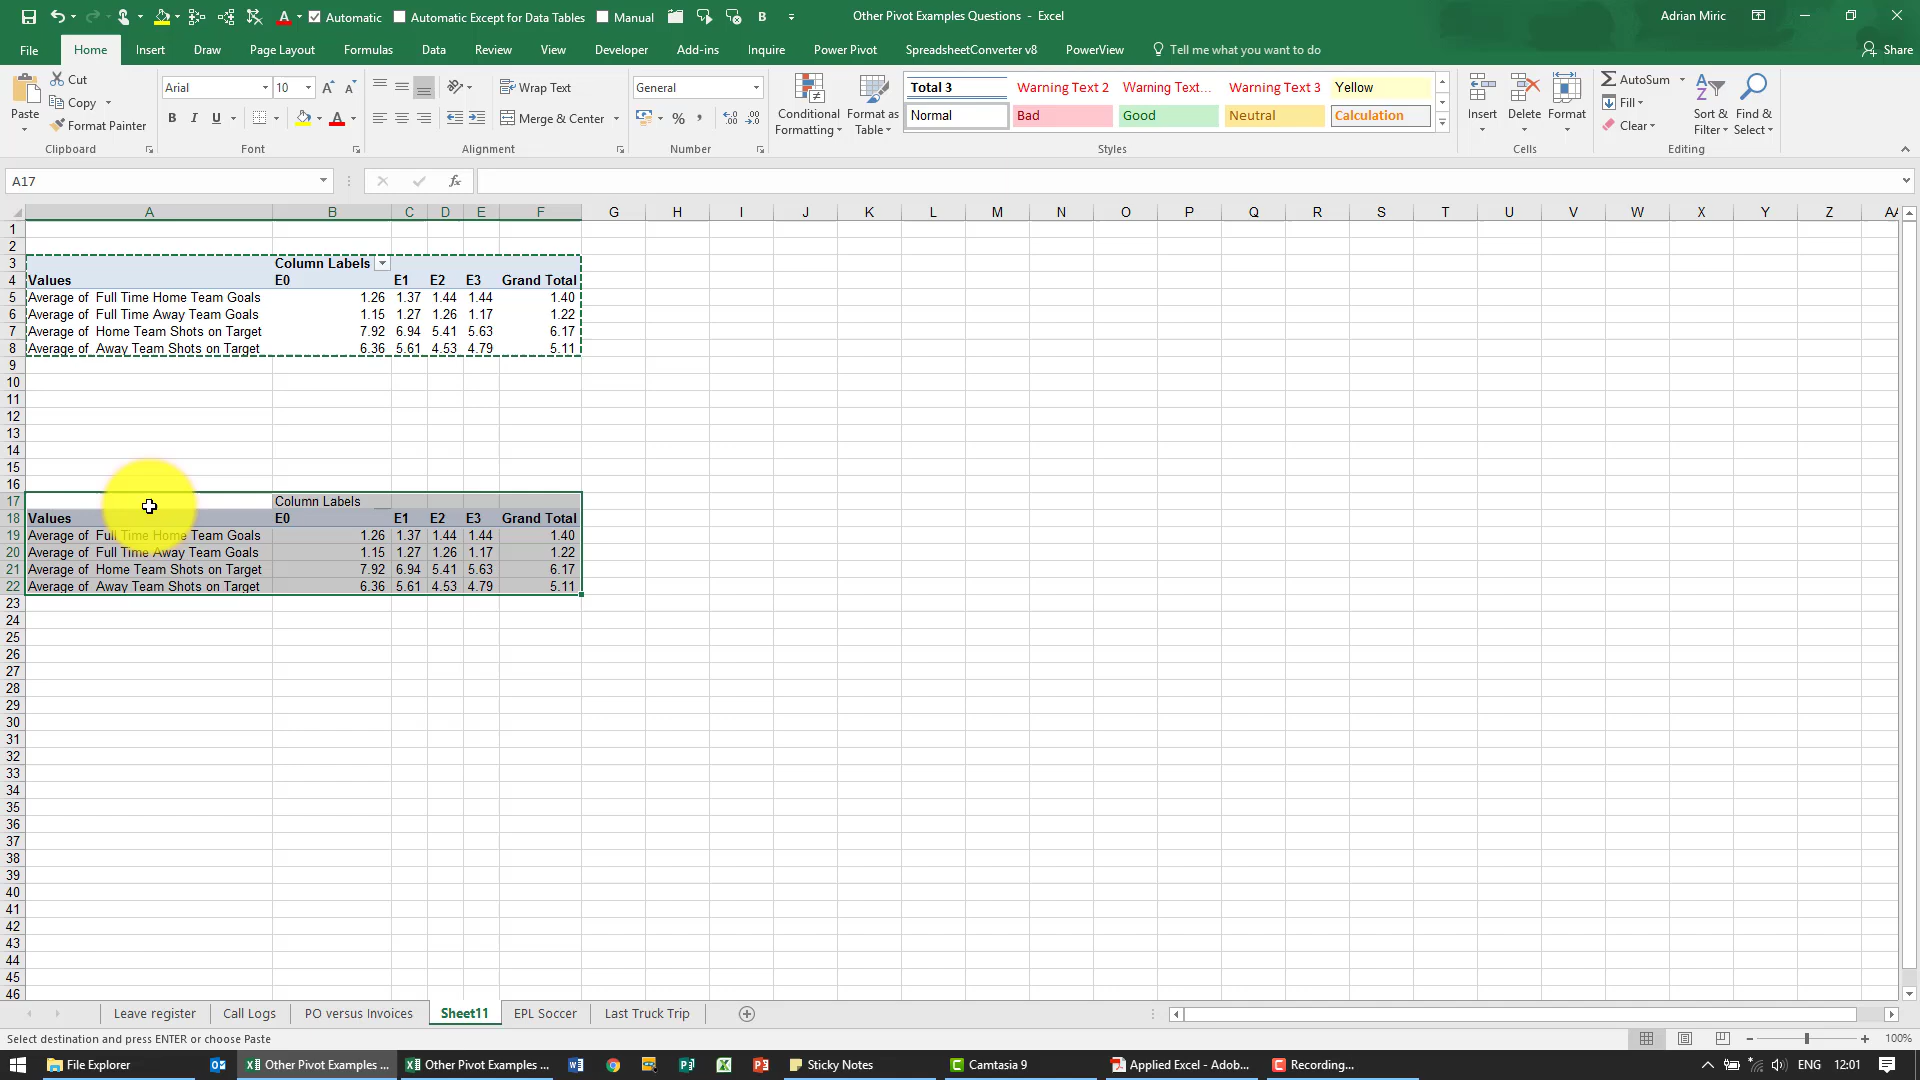 Automatic Automatic Except for Data Tables Manual B Other Pivot Examples Questions - Excel Adrian Miric
File Home Insert Draw Page Layout Formulas Data Review View Developer Add-ins Inquire Power Pivot SpreadsheetConverter v8 PowerView Tell me what you want to do Share
Paste Cut Copy Format Painter Clipboard
Arial 10 B I U Font
Wrap Text Merge & Center Alignment
General % Number
Conditional Formatting Format as Table
Total 3 Warning Text 2 Warning Text... Warning Text 3 Yellow
Normal Bad Good Neutral Calculation
Styles
Insert Delete Format Cells
AutoSum Fill Clear Sort & Filter Find & Select Editing
A17 fx
A B C D E F G H I J K L M N O P Q R S T U V W X Y Z AA
1
2
3 Column Labels
4 Values E0 E1 E2 E3 Grand Total
5 Average of Full Time Home Team Goals 1.26 1.37 1.44 1.44 1.40
6 Average of Full Time Away Team Goals 1.15 1.27 1.26 1.17 1.22
7 Average of Home Team Shots on Target 7.92 6.94 5.41 5.63 6.17
8 Average of Away Team Shots on Target 6.36 5.61 4.53 4.79 5.11
9
10
11
12
13
14
15
16
17 Column Labels
18 Values E0 E1 E2 E3 Grand Total
19 Average of Full Time Home Team Goals 1.26 1.37 1.44 1.44 1.40
20 Average of Full Time Away Team Goals 1.15 1.27 1.26 1.17 1.22
21 Average of Home Team Shots on Target 7.92 6.94 5.41 5.63 6.17
22 Average of Away Team Shots on Target 6.36 5.61 4.53 4.79 5.11
23
24
25
26
27
28
29
30
31
32
33
34
35
36
37
38
39
40
41
42
43
44
45
46
Leave register Call Logs PO versus Invoices Sheet11 EPL Soccer Last Truck Trip
Select destination and press ENTER or choose Paste 100%
File Explorer Other Pivot Examples ... Other Pivot Examples ... Sticky Notes Camtasia 9 Applied Excel - Adob... Recording... ENG 12:01